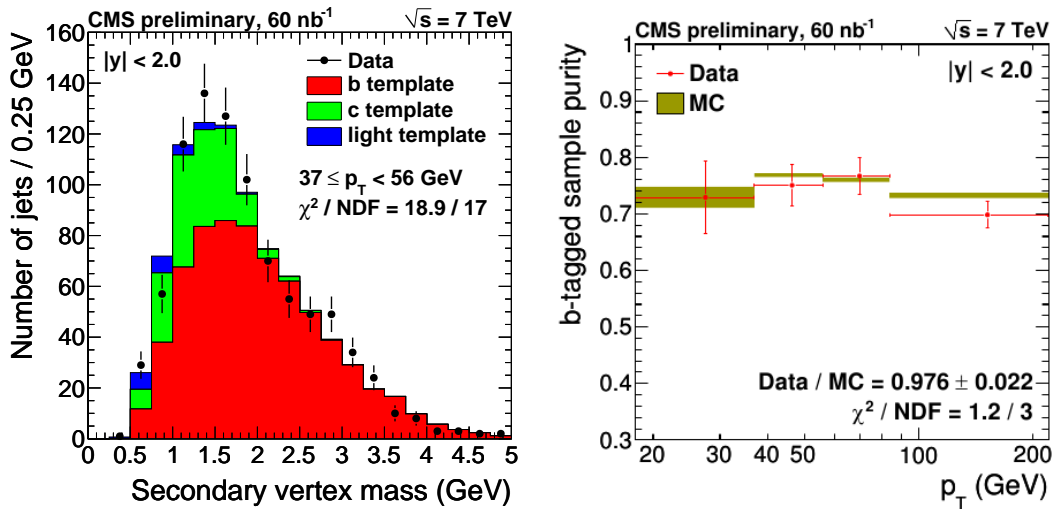 CMS preliminary, 60 nb⁻¹ √s = 7 TeV
|y| < 2.0
Data
b template
c template
light template
37 ≤ p_T < 56 GeV
χ² / NDF = 18.9 / 17
Number of jets / 0.25 GeV
160
140
120
100
80
60
40
20
0
0 0.5 1 1.5 2 2.5 3 3.5 4 4.5 5
Secondary vertex mass (GeV)
CMS preliminary, 60 nb⁻¹ √s = 7 TeV
|y| < 2.0
Data
MC
Data / MC = 0.976 ± 0.022
χ² / NDF = 1.2 / 3
b-tagged sample purity
1
0.9
0.8
0.7
0.6
0.5
0.4
0.3
20 30 40 50 100 200
p_T (GeV)